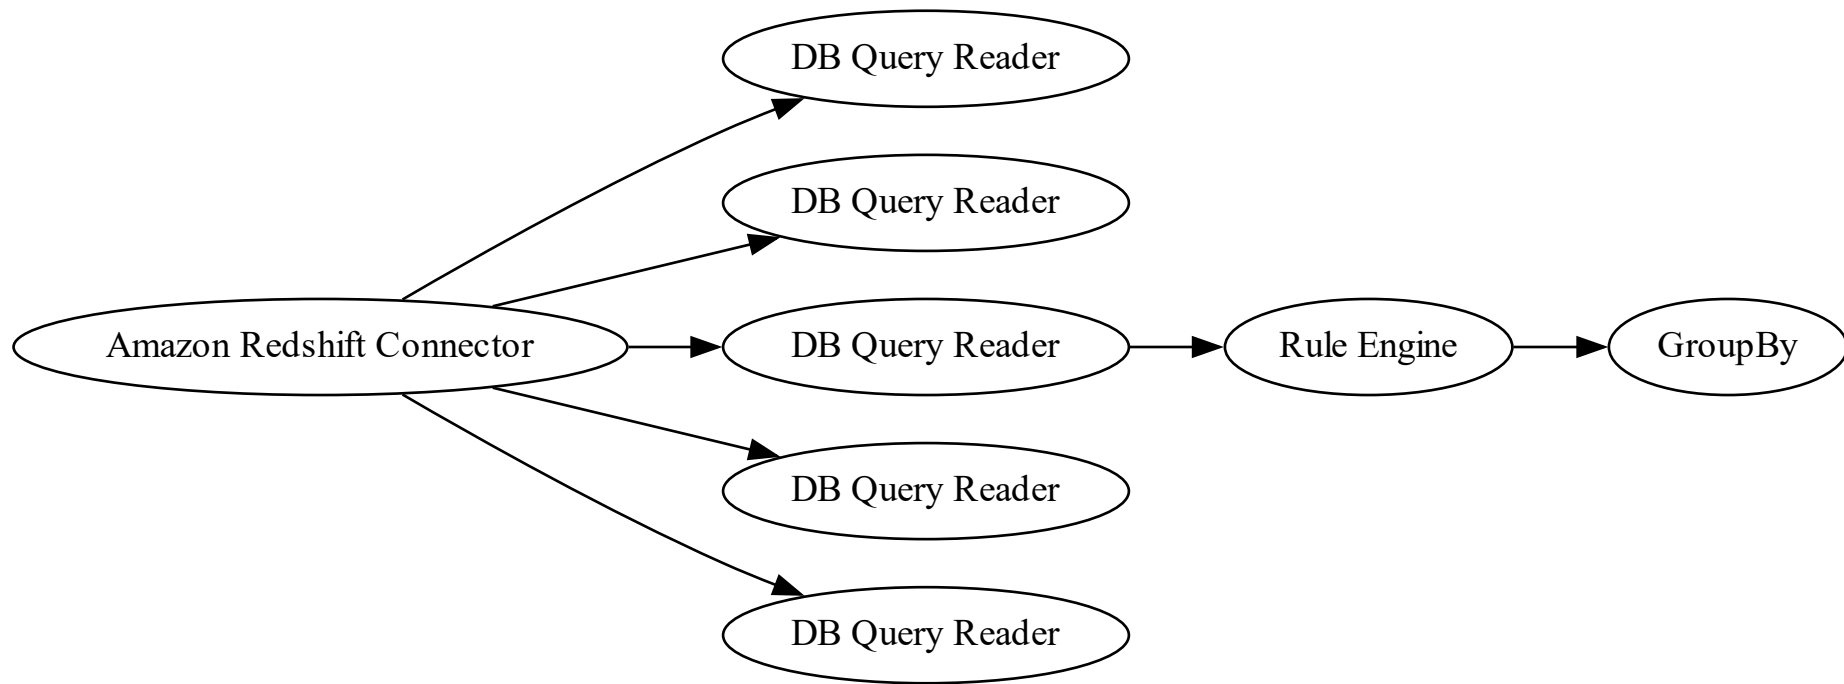 DB Query Reader
DB Query Reader
Amazon Redshift Connector
DB Query Reader
Rule Engine
GroupBy
DB Query Reader
DB Query Reader